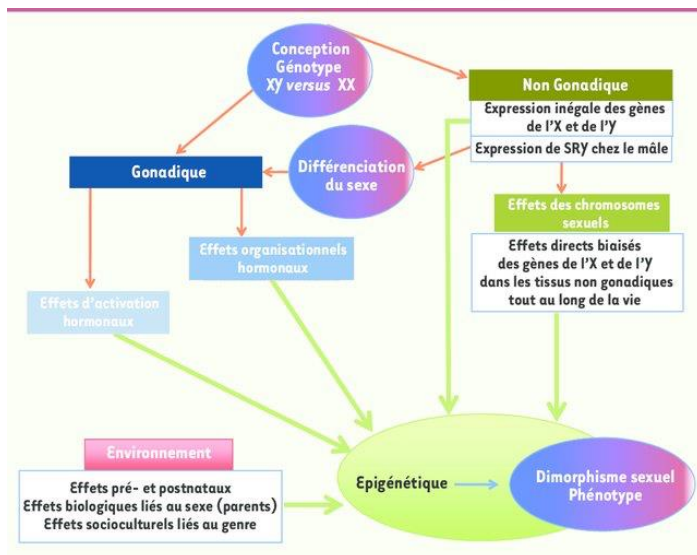 Conception
Génotype
XY versus XX
Non Gonadique
Expression inégale des gènes
de l'X et de l'Y
Expression de SRY chez le mâle
Gonadique
Différenciation
du sexe
Effets des chromosomes
sexuels
Effets directs biaisés
des gènes de l'X et de l'Y
dans les tissus non gonadiques
tout au long de la vie
Effets organisationnels
hormonaux
Effets d'activation
hormonaux
Environnement
Effets pré- et postnataux
Effets biologiques liés au sexe (parents)
Effets socioculturels liés au genre
Epigénétique
Dimorphisme sexuel
Phénotype